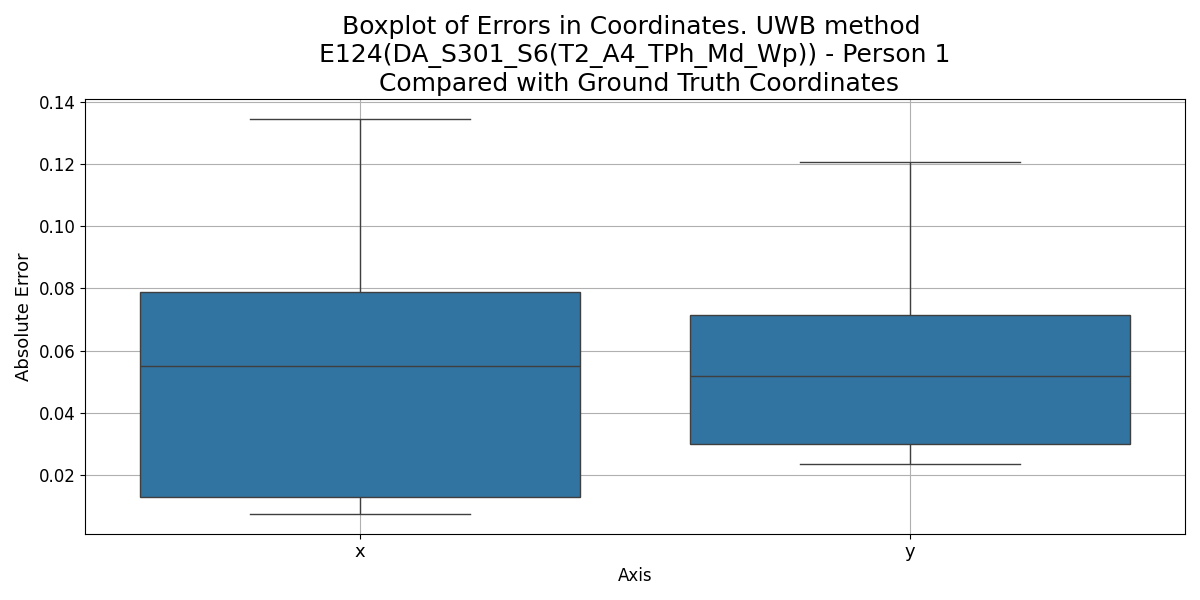 Boxplot of Errors in Coordinates. UWB method
E124(DA_S301_S6(T2_A4_TPh_Md_Wp)) - Person 1
Compared with Ground Truth Coordinates
Absolute Error
0.14
0.12
0.10
0.08
0.06
0.04
0.02
x
y
Axis